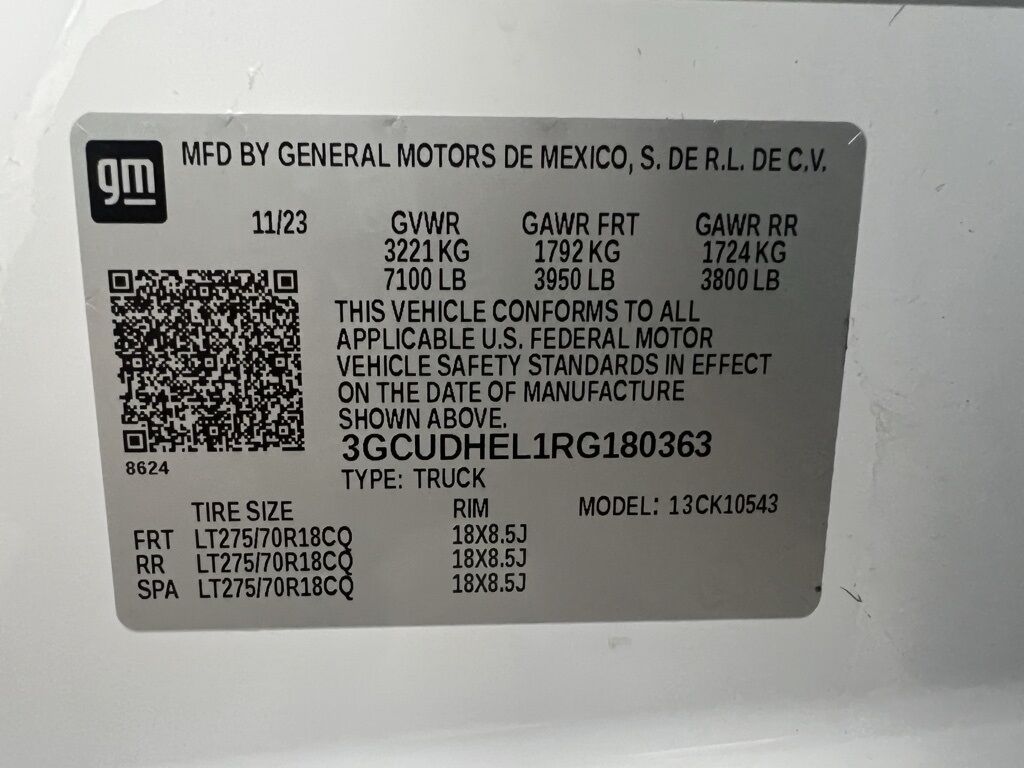 gm
MFD BY GENERAL MOTORS DE MEXICO, S. DE R.L. DE C.V.
11/23 GVWR GAWR FRT GAWR RR
3221 KG 1792 KG 1724 KG
7100 LB 3950 LB 3800 LB
THIS VEHICLE CONFORMS TO ALL
APPLICABLE U.S. FEDERAL MOTOR
VEHICLE SAFETY STANDARDS IN EFFECT
ON THE DATE OF MANUFACTURE
SHOWN ABOVE.
3GCUDHEL1RG180363
8624
TYPE: TRUCK
TIRE SIZE RIM MODEL: 13CK10543
FRT LT275/70R18CQ 18X8.5J
RR LT275/70R18CQ 18X8.5J
SPA LT275/70R18CQ 18X8.5J